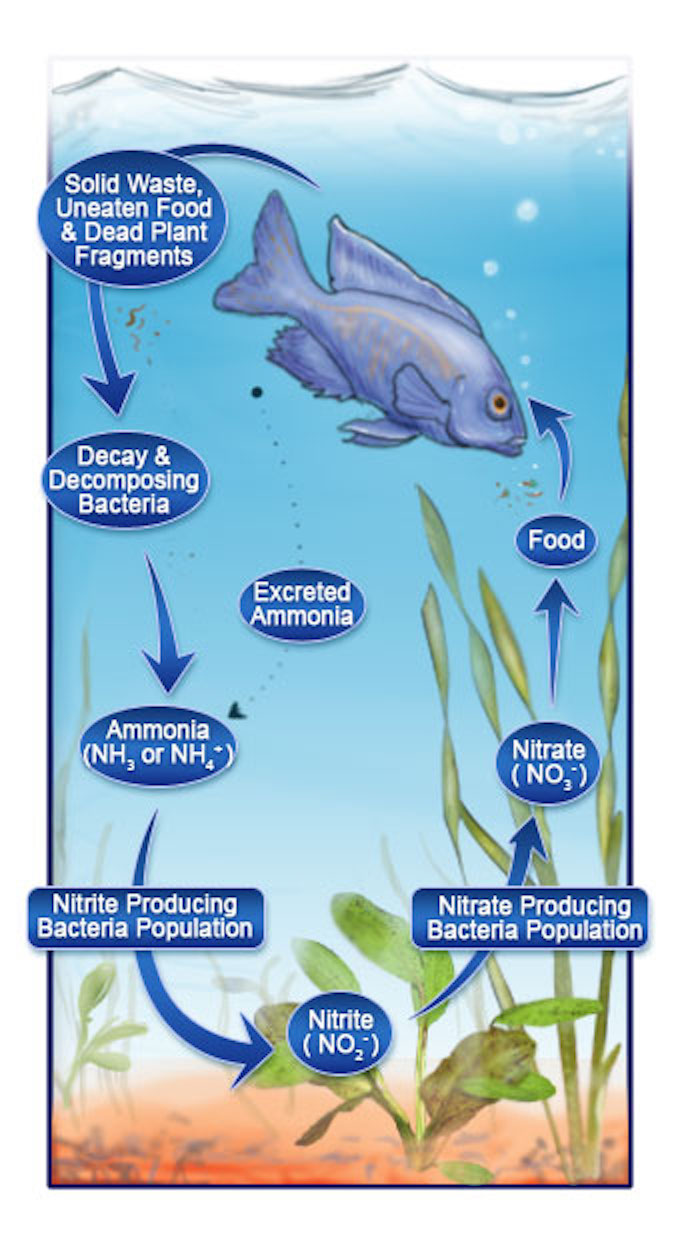 Solid Waste,
Uneaten Food
& Dead Plant
Fragments
Decay &
Decomposing
Bacteria
Excreted
Ammonia
Ammonia
(NH₃ or NH₄⁺)
Nitrite Producing
Bacteria Population
Nitrite
( NO₂⁻)
Nitrate Producing
Bacteria Population
Nitrate
( NO₃⁻)
Food